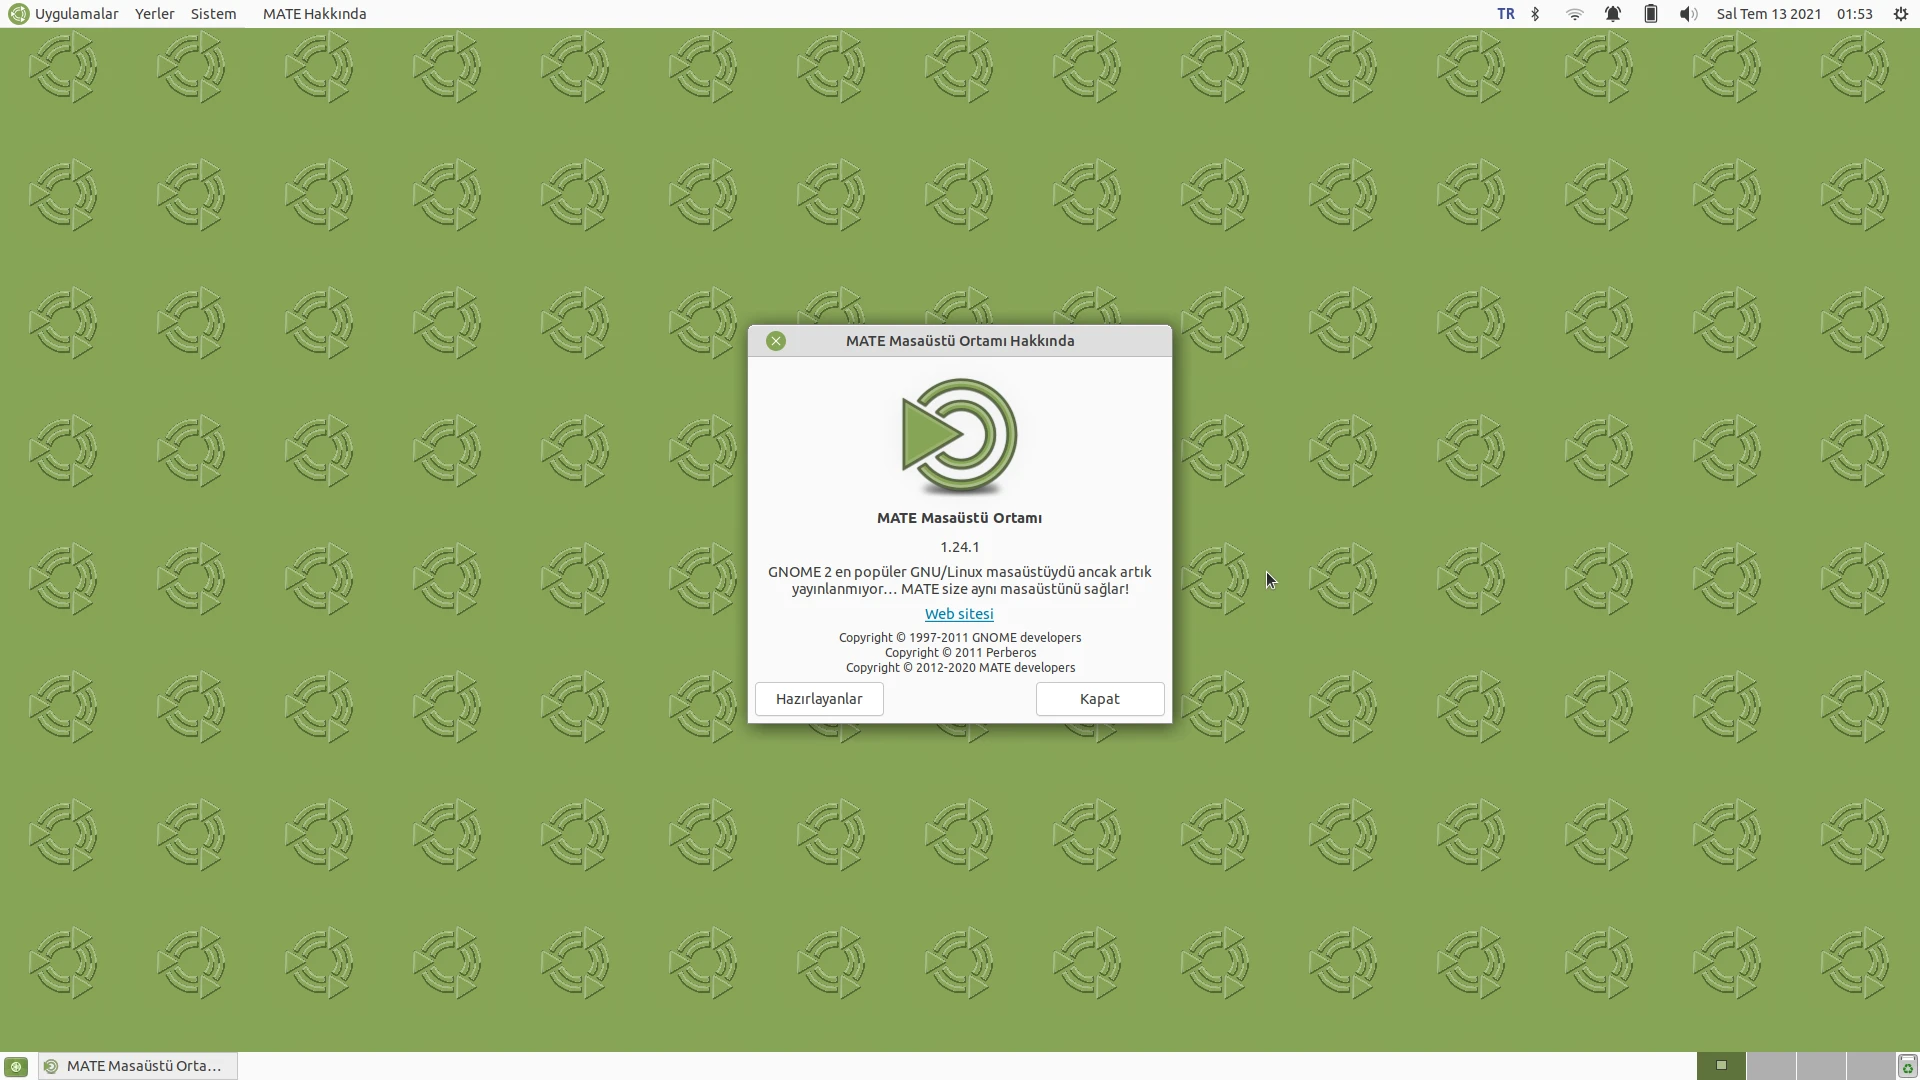 Uygulamalar Yerler Sistem MATE Hakkında TR Sal Tem 13 2021 01:53
MATE Masaüstü Ortamı Hakkında
MATE Masaüstü Ortamı
1.24.1
GNOME 2 en popüler GNU/Linux masaüstüydü ancak artık
yayınlanmıyor… MATE size aynı masaüstünü sağlar!
Web sitesi
Copyright © 1997-2011 GNOME developers
Copyright © 2011 Perberos
Copyright © 2012-2020 MATE developers
Hazırlayanlar Kapat
MATE Masaüstü Orta…